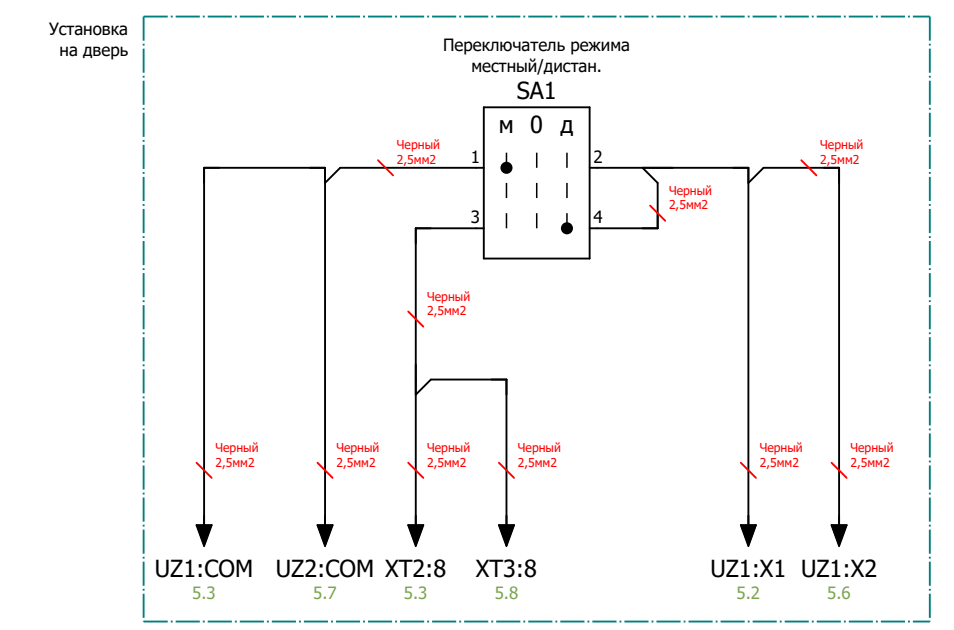 Установка
на дверь
Переключатель режима
местный/дистан.
SA1
м 0 д
1
2
3
4
Черный
2,5мм2
Черный
2,5мм2
Черный
2,5мм2
Черный
2,5мм2
Черный
2,5мм2
Черный
2,5мм2
Черный
2,5мм2
Черный
2,5мм2
Черный
2,5мм2
Черный
2,5мм2
UZ1:COM UZ2:COM XT2:8 XT3:8 UZ1:X1 UZ1:X2
5.3 5.7 5.3 5.8 5.2 5.6